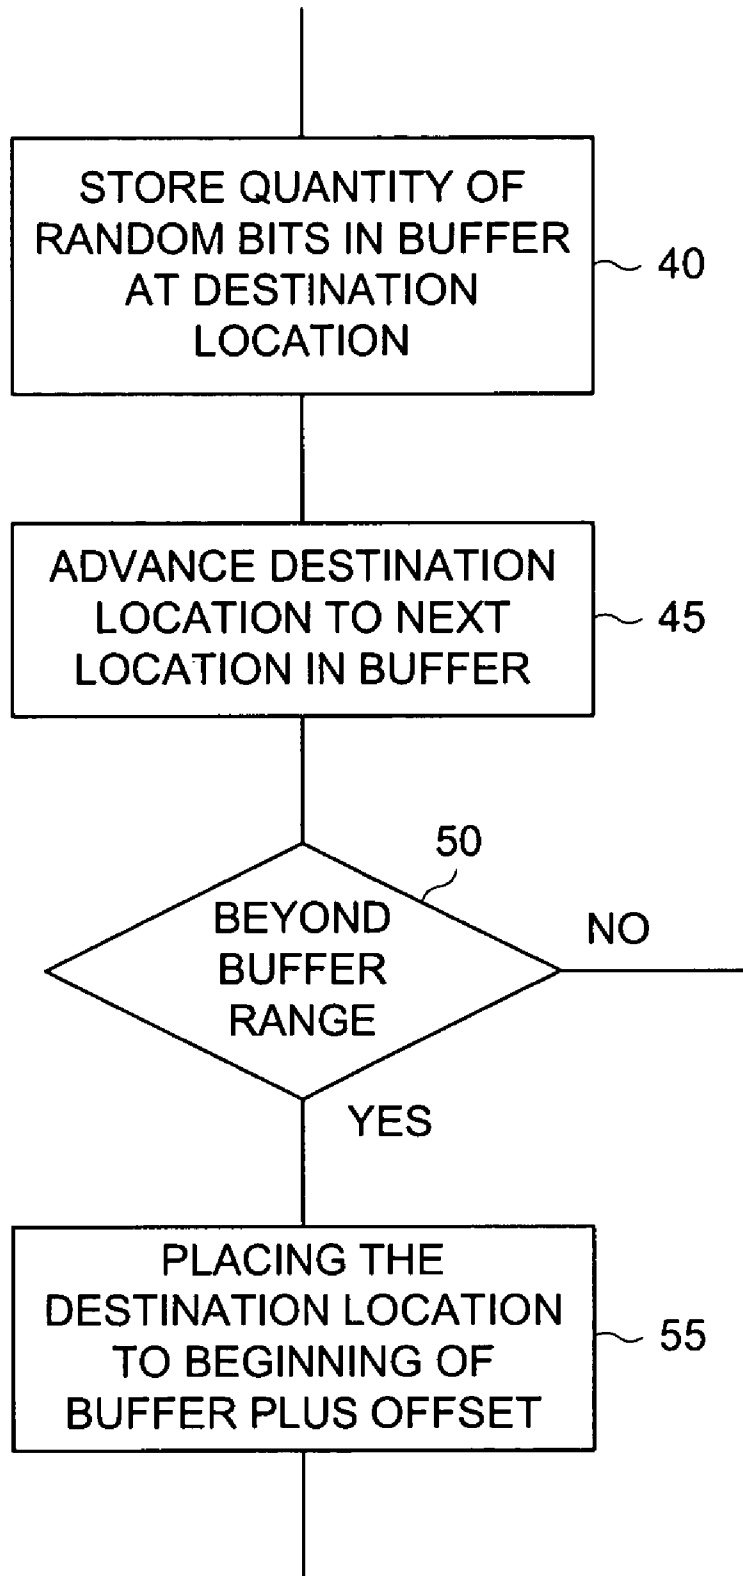 STORE QUANTITY OF
RANDOM BITS IN BUFFER
AT DESTINATION
LOCATION
40
ADVANCE DESTINATION
LOCATION TO NEXT
LOCATION IN BUFFER
45
50
BEYOND
BUFFER
RANGE
NO
YES
PLACING THE
DESTINATION LOCATION
TO BEGINNING OF
BUFFER PLUS OFFSET
55